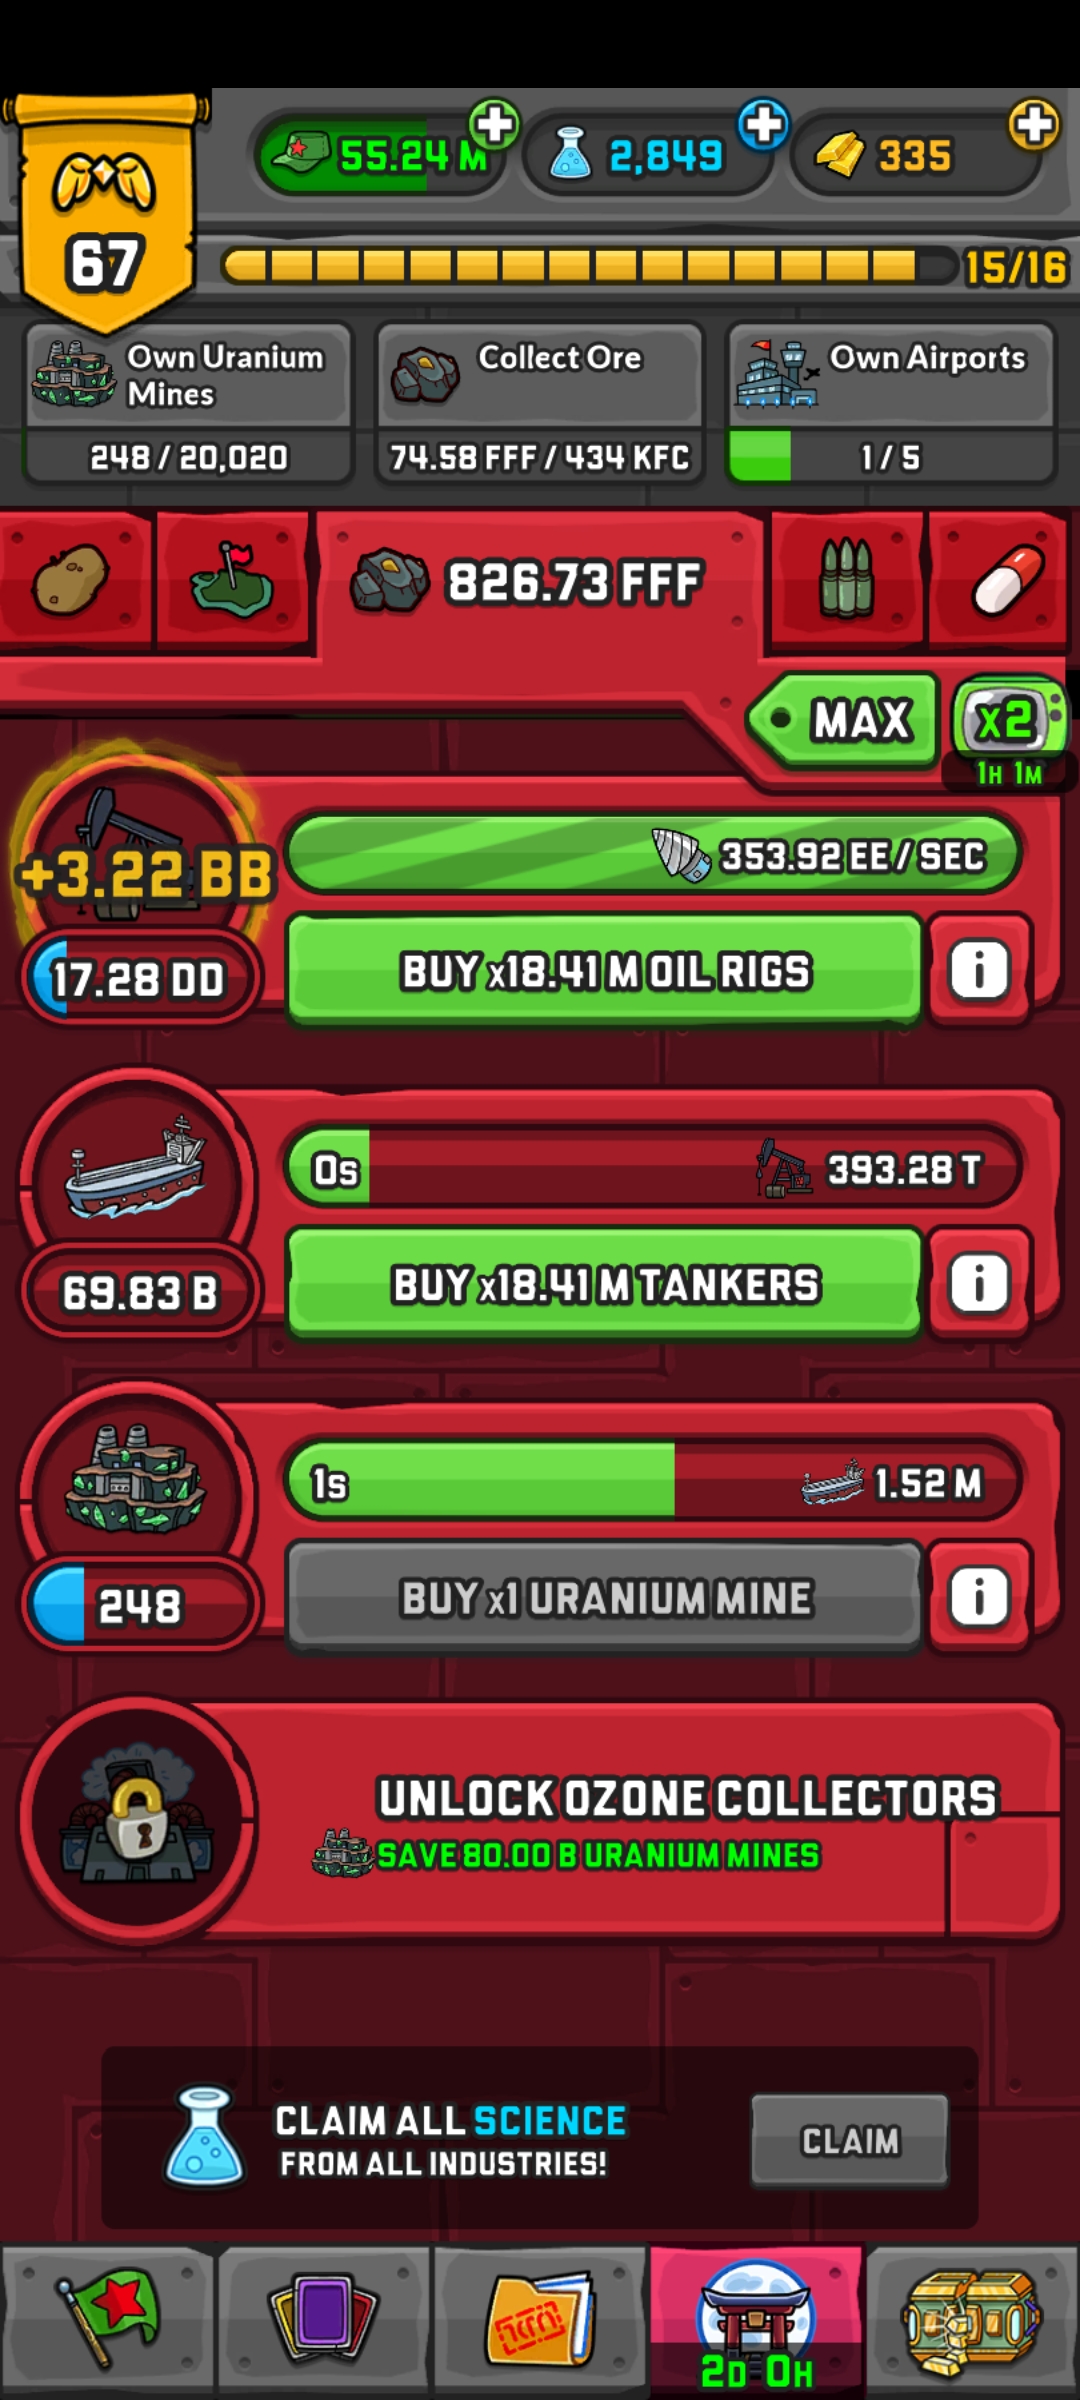 55.24 M
2,849
335
67
15/16
Own Uranium
Mines
248 / 20,020
Collect Ore
74.58 FFF / 434 KFC
Own Airports
1 / 5
826.73 FFF
MAX
x2
1H 1M
+3.22 BB
353.92 EE / SEC
17.28 DD
BUY x18.41 M OIL RIGS
i
0s
393.28 T
69.83 B
BUY x18.41 M TANKERS
i
1s
1.52 M
248
BUY x1 URANIUM MINE
i
UNLOCK OZONE COLLECTORS
SAVE 80.00 B URANIUM MINES
CLAIM ALL SCIENCE
FROM ALL INDUSTRIES!
CLAIM
2D 0H